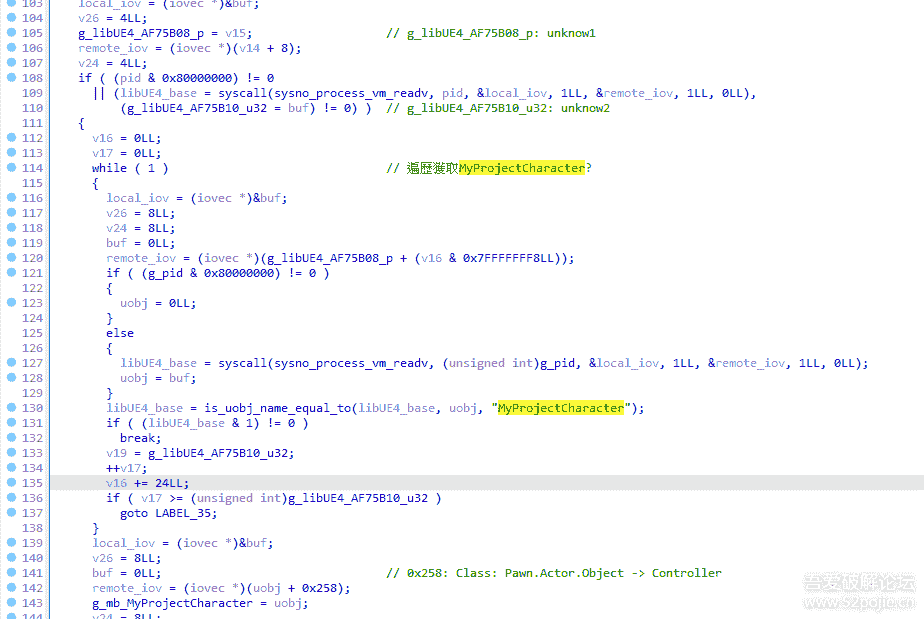 103 local_iov = (iovec *)&buf;
104 v26 = 4LL;
105 g_libUE4_AF75B08_p = v15; // g_libUE4_AF75B08_p: unknow1
106 remote_iov = (iovec *)(v14 + 8);
107 v24 = 4LL;
108 if ( (pid & 0x80000000) != 0
109 || (libUE4_base = syscall(sysno_process_vm_readv, pid, &local_iov, 1LL, &remote_iov, 1LL, 0LL),
110 (g_libUE4_AF75B10_u32 = buf) != 0) ) // g_libUE4_AF75B10_u32: unknow2
111 {
112 v16 = 0LL;
113 v17 = 0LL;
114 while ( 1 ) // 遍歷獲取MyProjectCharacter?
115 {
116 local_iov = (iovec *)&buf;
117 v26 = 8LL;
118 v24 = 8LL;
119 buf = 0LL;
120 remote_iov = (iovec *)(g_libUE4_AF75B08_p + (v16 & 0x7FFFFFFF8LL));
121 if ( (g_pid & 0x80000000) != 0 )
122 {
123 uobj = 0LL;
124 }
125 else
126 {
127 libUE4_base = syscall(sysno_process_vm_readv, (unsigned int)g_pid, &local_iov, 1LL, &remote_iov, 1LL, 0LL);
128 uobj = buf;
129 }
130 libUE4_base = is_uobj_name_equal_to(libUE4_base, uobj, "MyProjectCharacter");
131 if ( (libUE4_base & 1) != 0 )
132 break;
133 v19 = g_libUE4_AF75B10_u32;
134 ++v17;
135 v16 += 24LL;
136 if ( v17 >= (unsigned int)g_libUE4_AF75B10_u32 )
137 goto LABEL_35;
138 }
139 local_iov = (iovec *)&buf;
140 v26 = 8LL;
141 buf = 0LL; // 0x258: Class: Pawn.Actor.Object -> Controller
142 remote_iov = (iovec *)(uobj + 0x258);
143 g_mb_MyProjectCharacter = uobj;
144 v24 = 8LL;
吾爱破解论坛
www.52pojie.cn